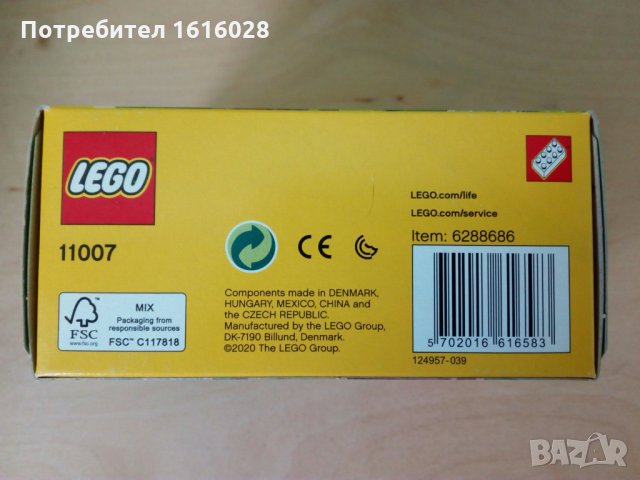 Потребител 1616028
LEGO
11007
FSC
www.fsc.org
MIX
Packaging from
responsible sources
FSC™ C117818
CE
Components made in DENMARK,
HUNGARY, MEXICO, CHINA and
the CZECH REPUBLIC.
Manufactured by the LEGO Group,
DK-7190 Billund, Denmark.
©2020 The LEGO Group.
LEGO.com/life
LEGO.com/service
Item: 6288686
5 702016 616583
124957-039
BAZAR